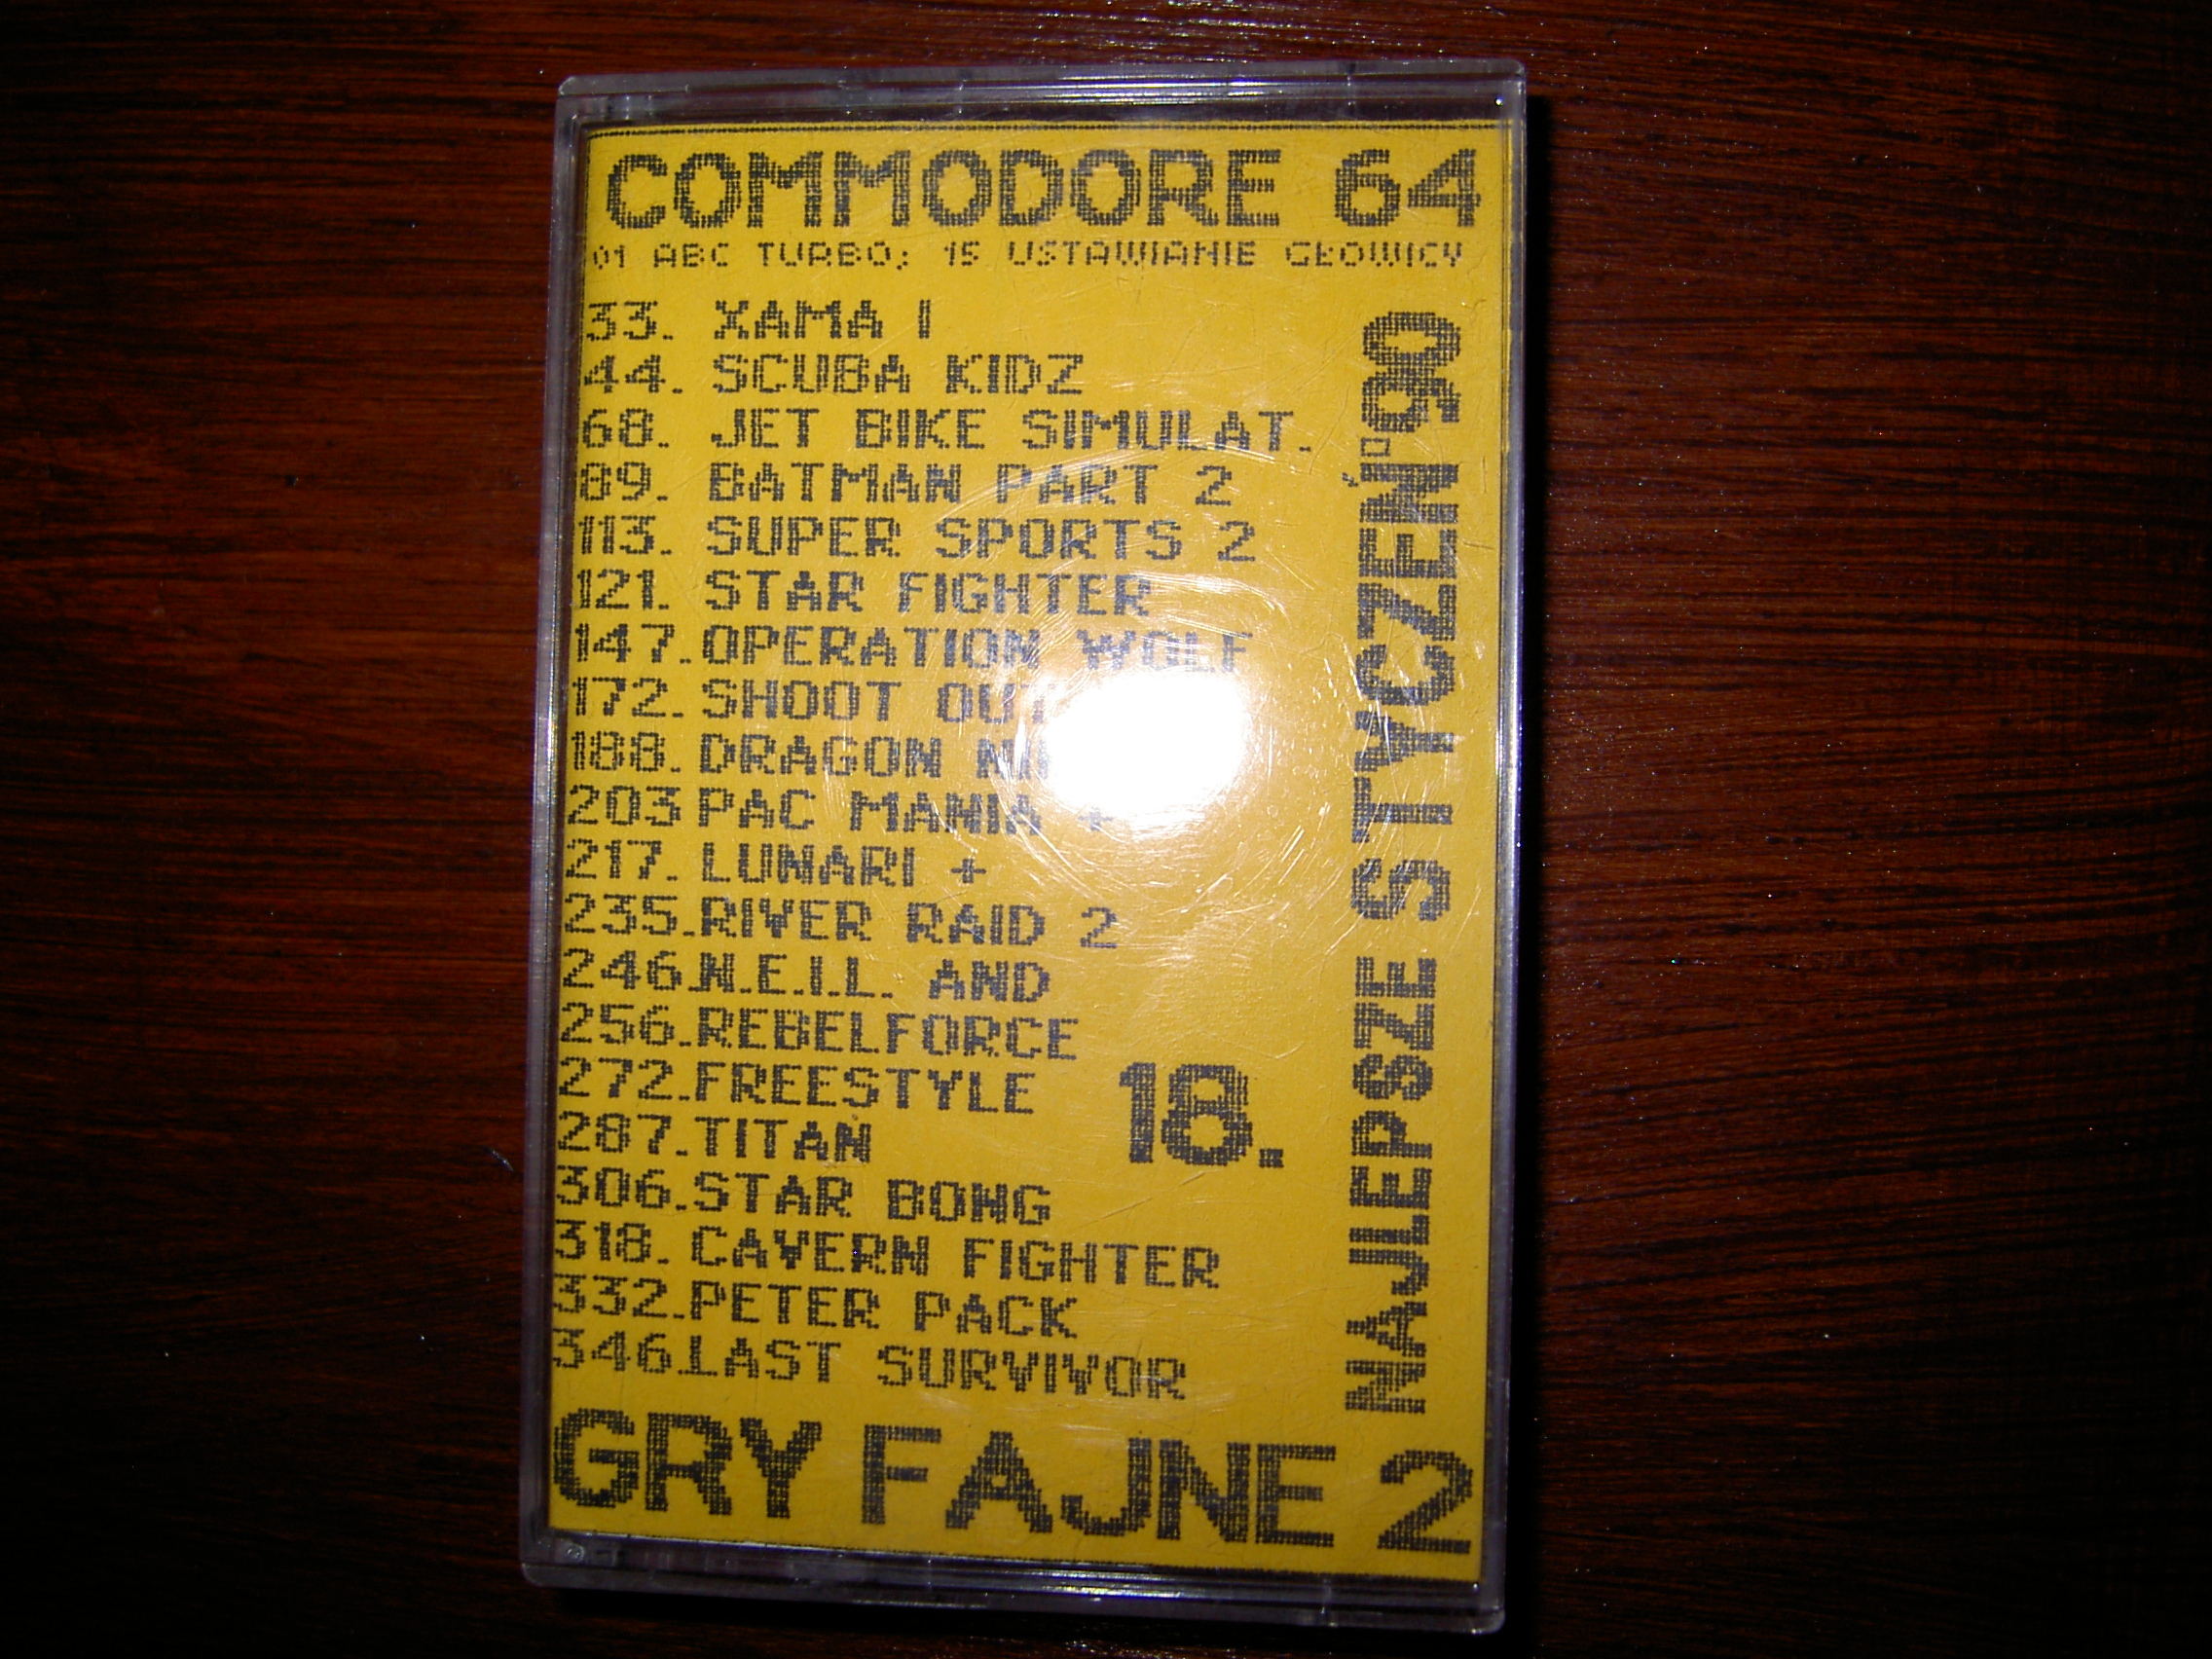 COMMODORE 64
01 ABC TURBO; 15 USTAWIANIE GŁOWICY
33. XAMA I
44. SCUBA KIDZ
68. JET BIKE SIMULAT.
89. BATMAN PART 2
113. SUPER SPORTS 2
121. STAR FIGHTER
147. OPERATION WOLF
172. SHOOT OUT
188. DRAGON
203 PAC MANIA +
217. LUNARI +
235. RIVER RAID 2
246. N.E.I.L. AND
256. REBELFORCE
272. FREESTYLE
287. TITAN
306. STAR BONG
318. CAVERN FIGHTER
332. PETER PACK
346. LAST SURVIVOR
18.
NAJLEPSZE STYCZEŃ'90
GRY FAJNE 2